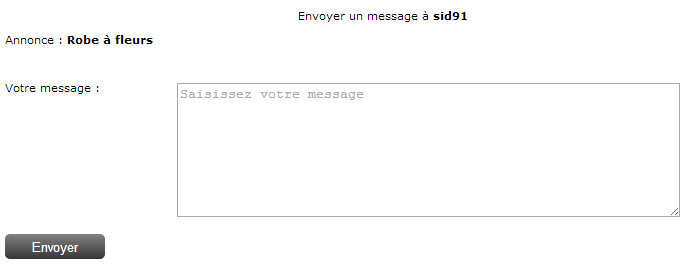 Envoyer un message à sid91
Annonce : Robe à fleurs
Votre message :
Saisissez votre message
Envoyer